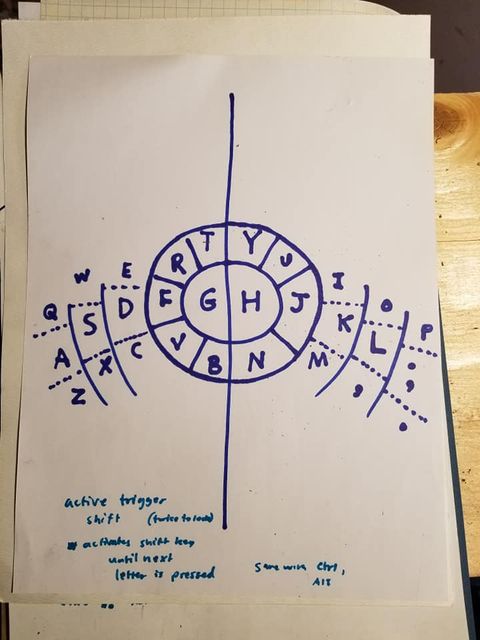 T Y
W E R U I
Q S D F G H J K O P
A X C V B N M L ;
Z , .
active trigger
shift (twice to lock)
* activates shift key
until next
letter is pressed
Same with Ctrl,
Alt